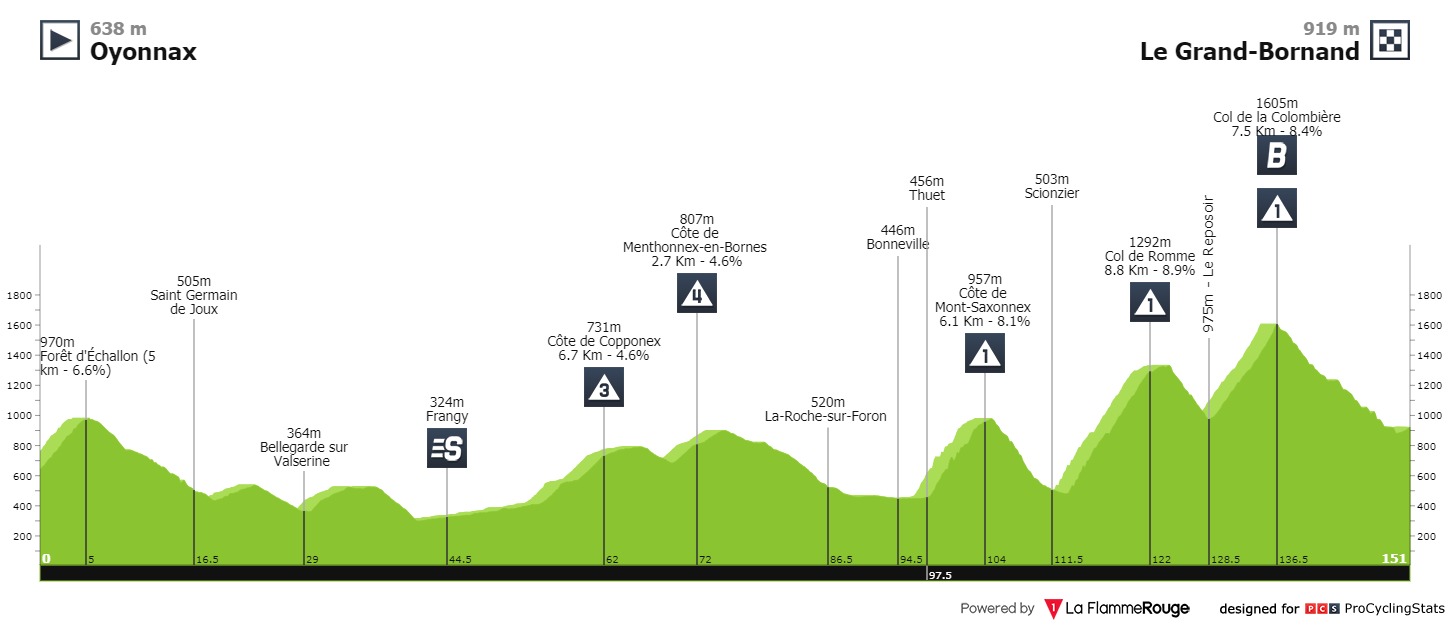 638 m
Oyonnax
919 m
Le Grand-Bornand
1605m
Col de la Colombière
7.5 Km - 8.4%
B
1
456m
Thuet
503m
Scionzier
446m
Bonneville
975m - Le Reposoir
807m
Côte de
Menthonnex-en-Bornes
2.7 Km - 4.6%
4
1292m
Col de Romme
8.8 Km - 8.9%
1
957m
Côte de
Mont-Saxonnex
6.1 Km - 8.1%
1
505m
Saint Germain
de Joux
731m
Côte de Copponex
6.7 Km - 4.6%
3
970m
Forêt d'Échallon (5
km - 6.6%)
324m
Frangy
S
520m
La-Roche-sur-Foron
364m
Bellegarde sur
Valserine
1800
1600
1400
1200
1000
800
600
400
200
1800
1600
1400
1200
1000
800
600
400
200
0 5 16.5 29 44.5 62 72 86.5 94.5 104 111.5 122 128.5 136.5 151
97.5
Powered by 1 La FlammeRouge designed for PCS ProCyclingStats